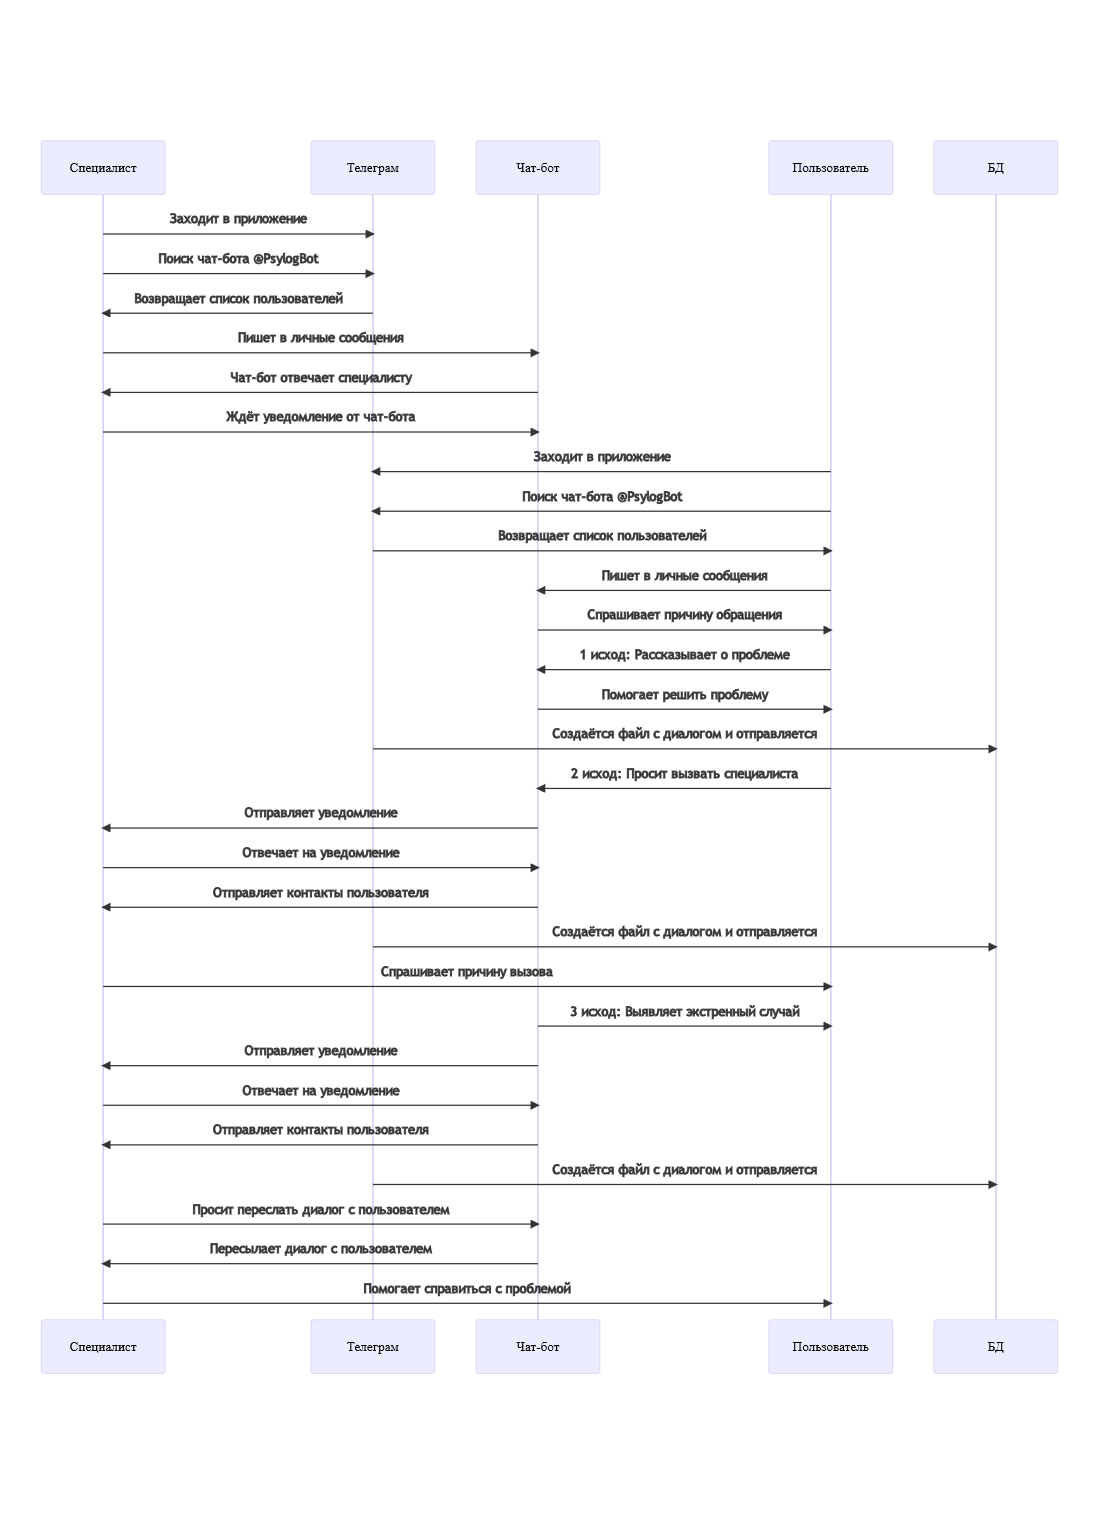 Специалист
Телеграм
Чат-бот
Пользователь
БД
Заходит в приложение
Поиск чат-бота @PsylogBot
Возвращает список пользователей
Пишет в личные сообщения
Чат-бот отвечает специалисту
Ждёт уведомление от чат-бота
Заходит в приложение
Поиск чат-бота @PsylogBot
Возвращает список пользователей
Пишет в личные сообщения
Спрашивает причину обращения
1 исход: Рассказывает о проблеме
Помогает решить проблему
Создаётся файл с диалогом и отправляется
2 исход: Просит вызвать специалиста
Отправляет уведомление
Отвечает на уведомление
Отправляет контакты пользователя
Создаётся файл с диалогом и отправляется
Спрашивает причину вызова
3 исход: Выявляет экстренный случай
Отправляет уведомление
Отвечает на уведомление
Отправляет контакты пользователя
Создаётся файл с диалогом и отправляется
Просит переслать диалог с пользователем
Пересылает диалог с пользователем
Помогает справиться с проблемой
Специалист
Телеграм
Чат-бот
Пользователь
БД